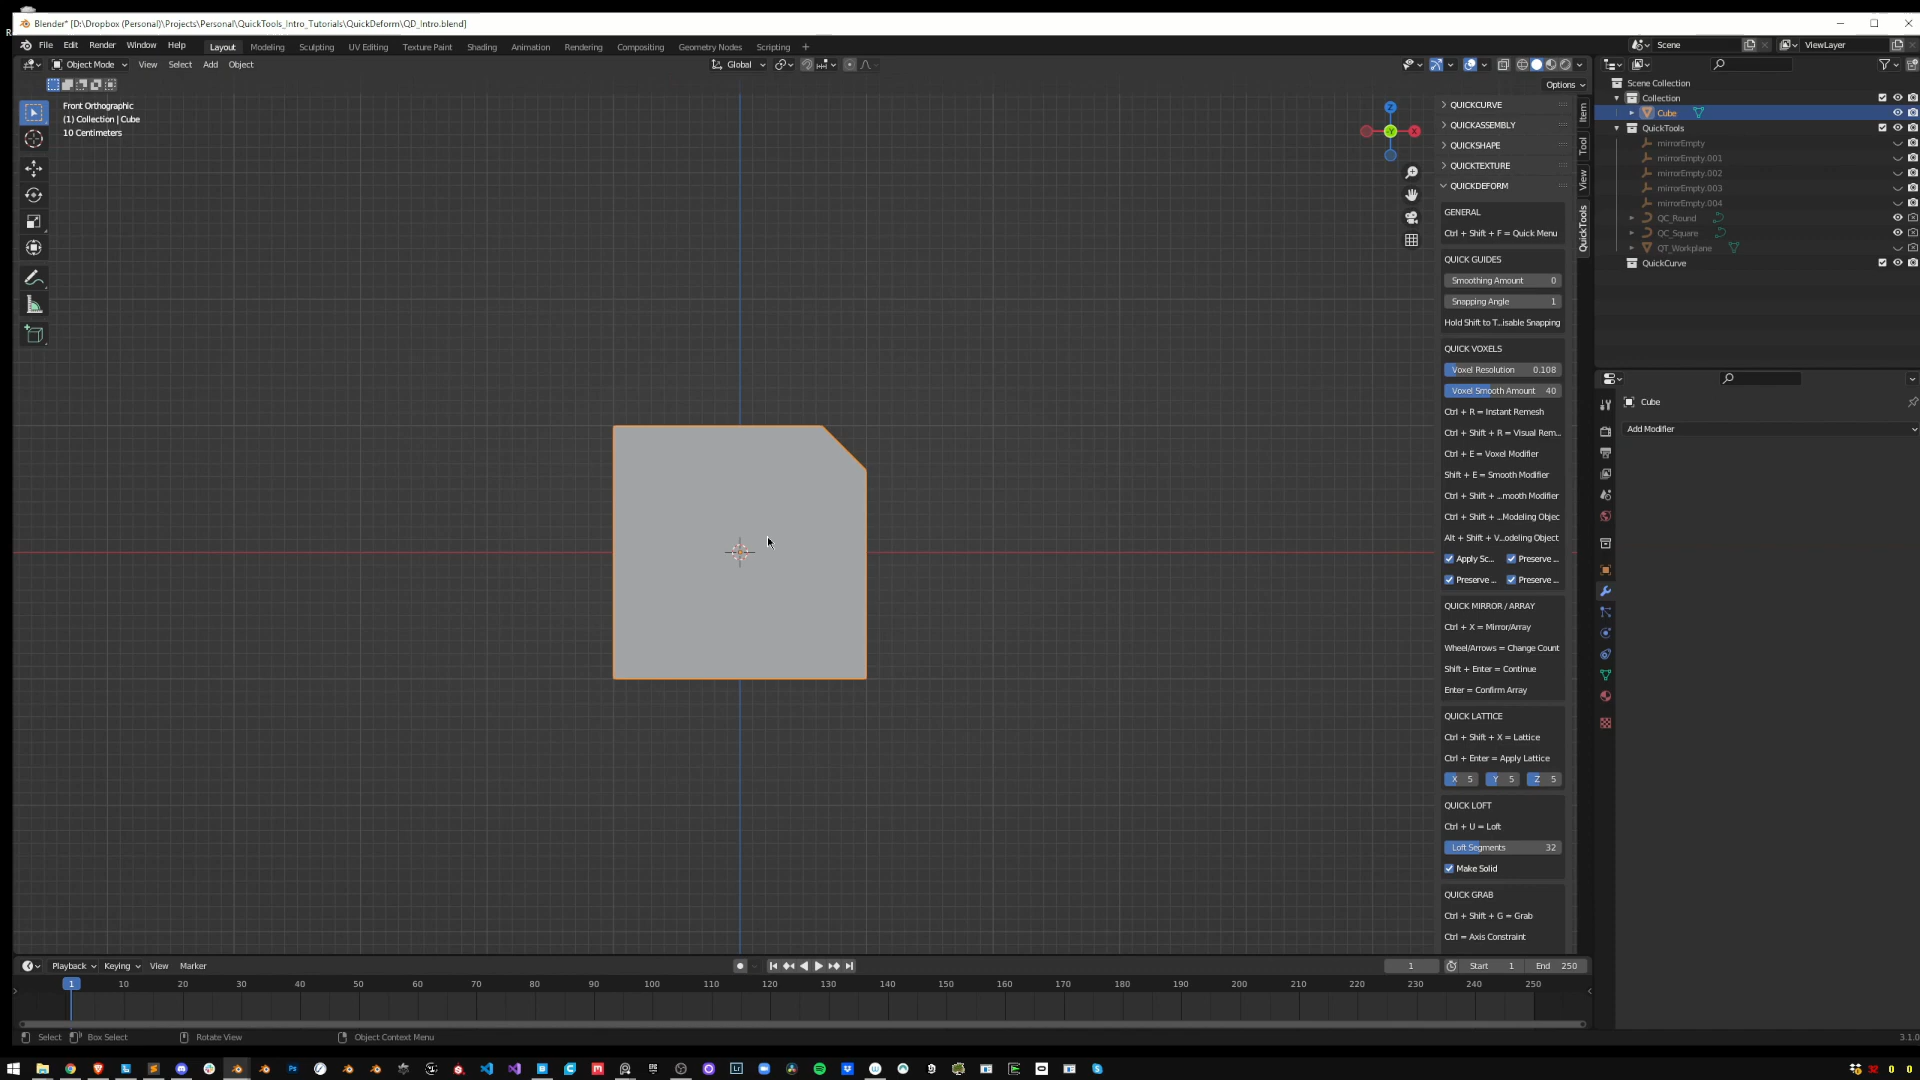 Blender* [D:\Dropbox (Personal)\Projects\Personal\QuickTools_Intro_Tutorials\QuickDeform\QD_Intro.blend]
File Edit Render Window Help Layout Modeling Sculpting UV Editing Texture Paint Shading Animation Rendering Compositing Geometry Nodes Scripting + Scene ViewLayer
Object Mode View Select Add Object Global
Options
Front Orthographic
(1) Collection | Cube
10 Centimeters
Z
X
-Y
QUICKCURVE
QUICKASSEMBLY
QUICKSHAPE
QUICKTEXTURE
QUICKDEFORM
GENERAL
Ctrl + Shift + F = Quick Menu
QUICK GUIDES
Smoothing Amount 0
Snapping Angle 1
Hold Shift to T...isable Snapping
QUICK VOXELS
Voxel Resolution 0.108
Voxel Smooth Amount 40
Ctrl + R = Instant Remesh
Ctrl + Shift + R = Visual Rem...
Ctrl + E = Voxel Modifier
Shift + E = Smooth Modifier
Ctrl + Shift + ...mooth Modifier
Ctrl + Shift + ...Modeling Objec
Alt + Shift + V...odeling Object
Apply Sc... Preserve ...
Preserve ... Preserve ...
QUICK MIRROR / ARRAY
Ctrl + X = Mirror/Array
Wheel/Arrows = Change Count
Shift + Enter = Continue
Enter = Confirm Array
QUICK LATTICE
Ctrl + Shift + X = Lattice
Ctrl + Enter = Apply Lattice
X 5 Y 5 Z 5
QUICK LOFT
Ctrl + U = Loft
Loft Segments 32
Make Solid
QUICK GRAB
Ctrl + Shift + G = Grab
Ctrl = Axis Constraint
Item
Tool
View
QuickTools
Scene Collection
Collection
Cube
QuickTools
mirrorEmpty
mirrorEmpty.001
mirrorEmpty.002
mirrorEmpty.003
mirrorEmpty.004
QC_Round
QC_Square
QT_Workplane
QuickCurve
Cube
Add Modifier
Playback Keying View Marker 1 Start 1 End 250
1 10 20 30 40 50 60 70 80 90 100 110 120 130 140 150 160 170 180 190 200 210 220 230 240 250
Select Box Select Rotate View Object Context Menu 3.1.0
Ps Lr 32 0 0